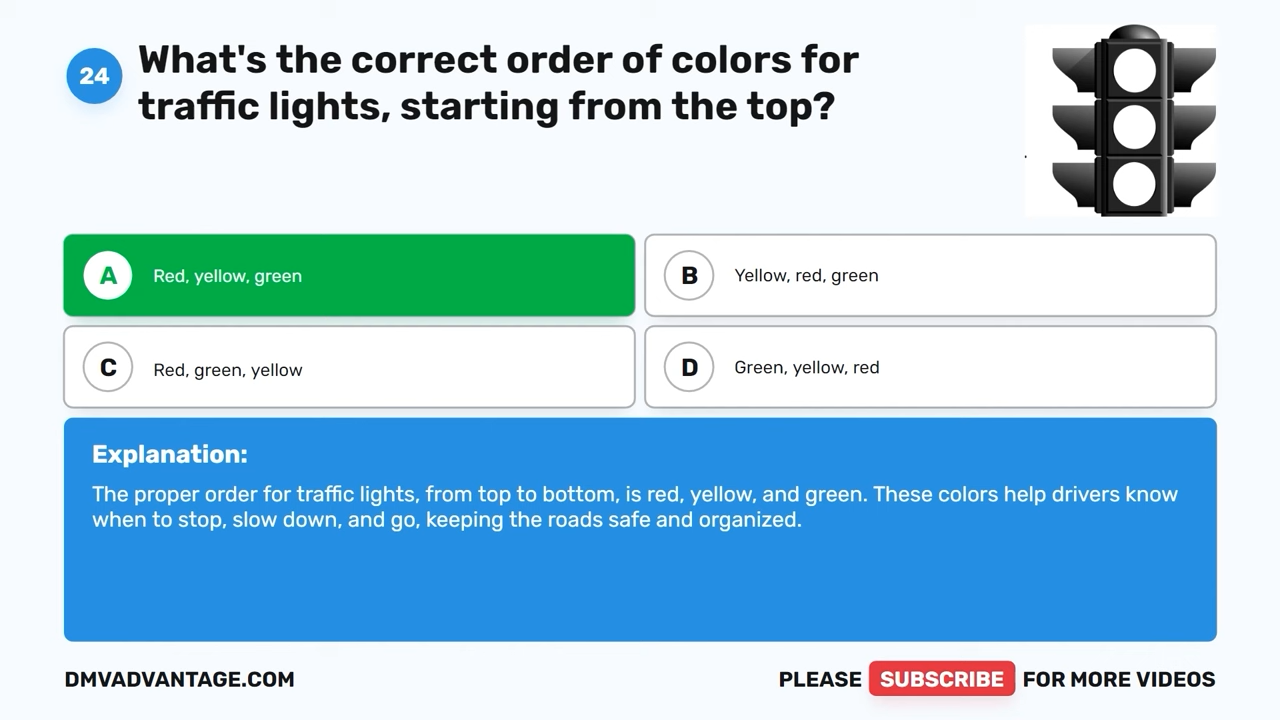 24
What's the correct order of colors for
traffic lights, starting from the top?
A Red, yellow, green
B Yellow, red, green
C Red, green, yellow
D Green, yellow, red
Explanation:
The proper order for traffic lights, from top to bottom, is red, yellow, and green. These colors help drivers know
when to stop, slow down, and go, keeping the roads safe and organized.
DMVADVANTAGE.COM
PLEASE SUBSCRIBE FOR MORE VIDEOS